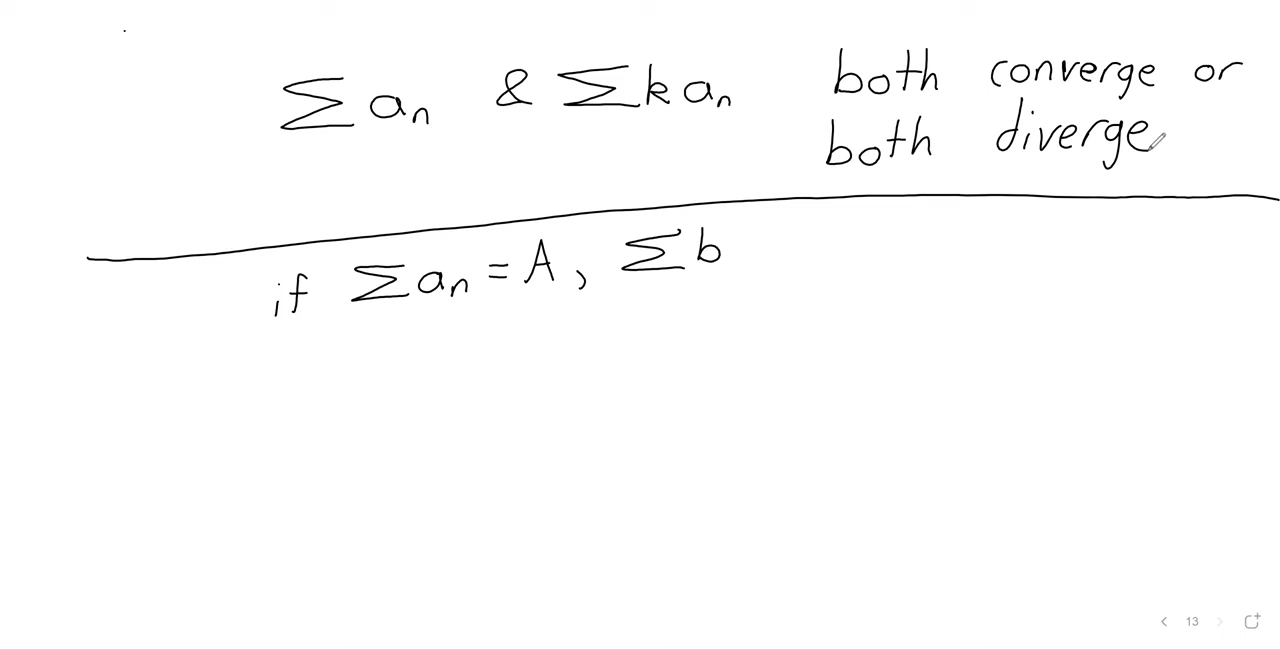 ∑ aₙ & ∑ k aₙ both converge or
both diverge
if ∑ aₙ = A, ∑ b
< 13 >